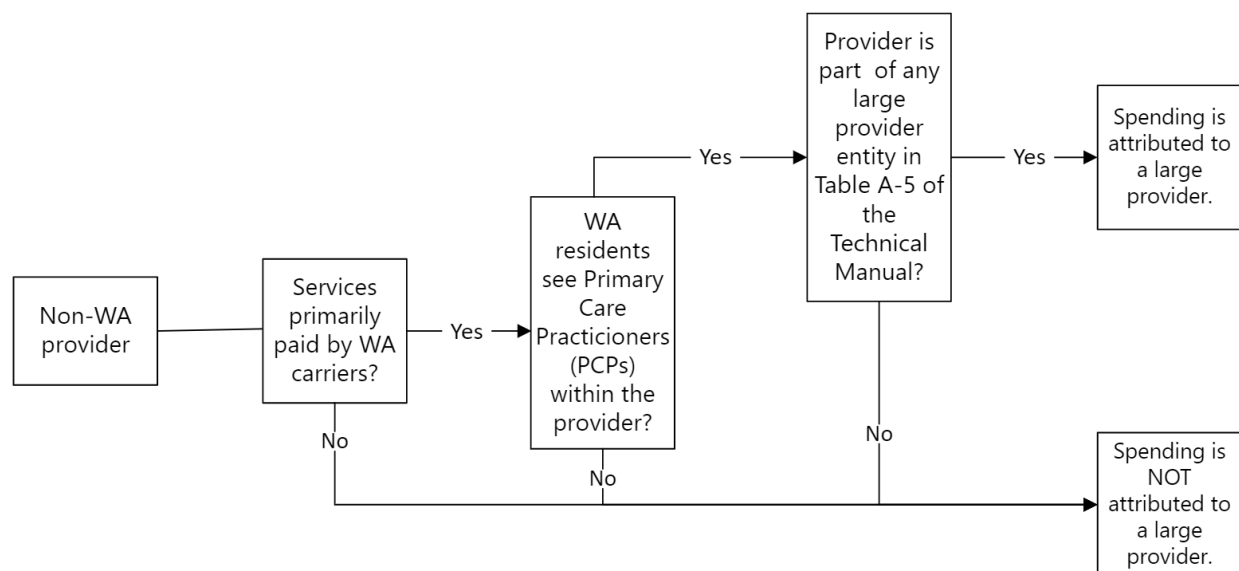 Non-WA
provider
Services
primarily
paid by WA
carriers?
Yes
No
WA
residents
see Primary
Care
Practicioners
(PCPs)
within the
provider?
Yes
No
Provider is
part of any
large
provider
entity in
Table A-5 of
the
Technical
Manual?
Yes
No
Spending is
attributed to
a large
provider.
Spending is
NOT
attributed to
a large
provider.